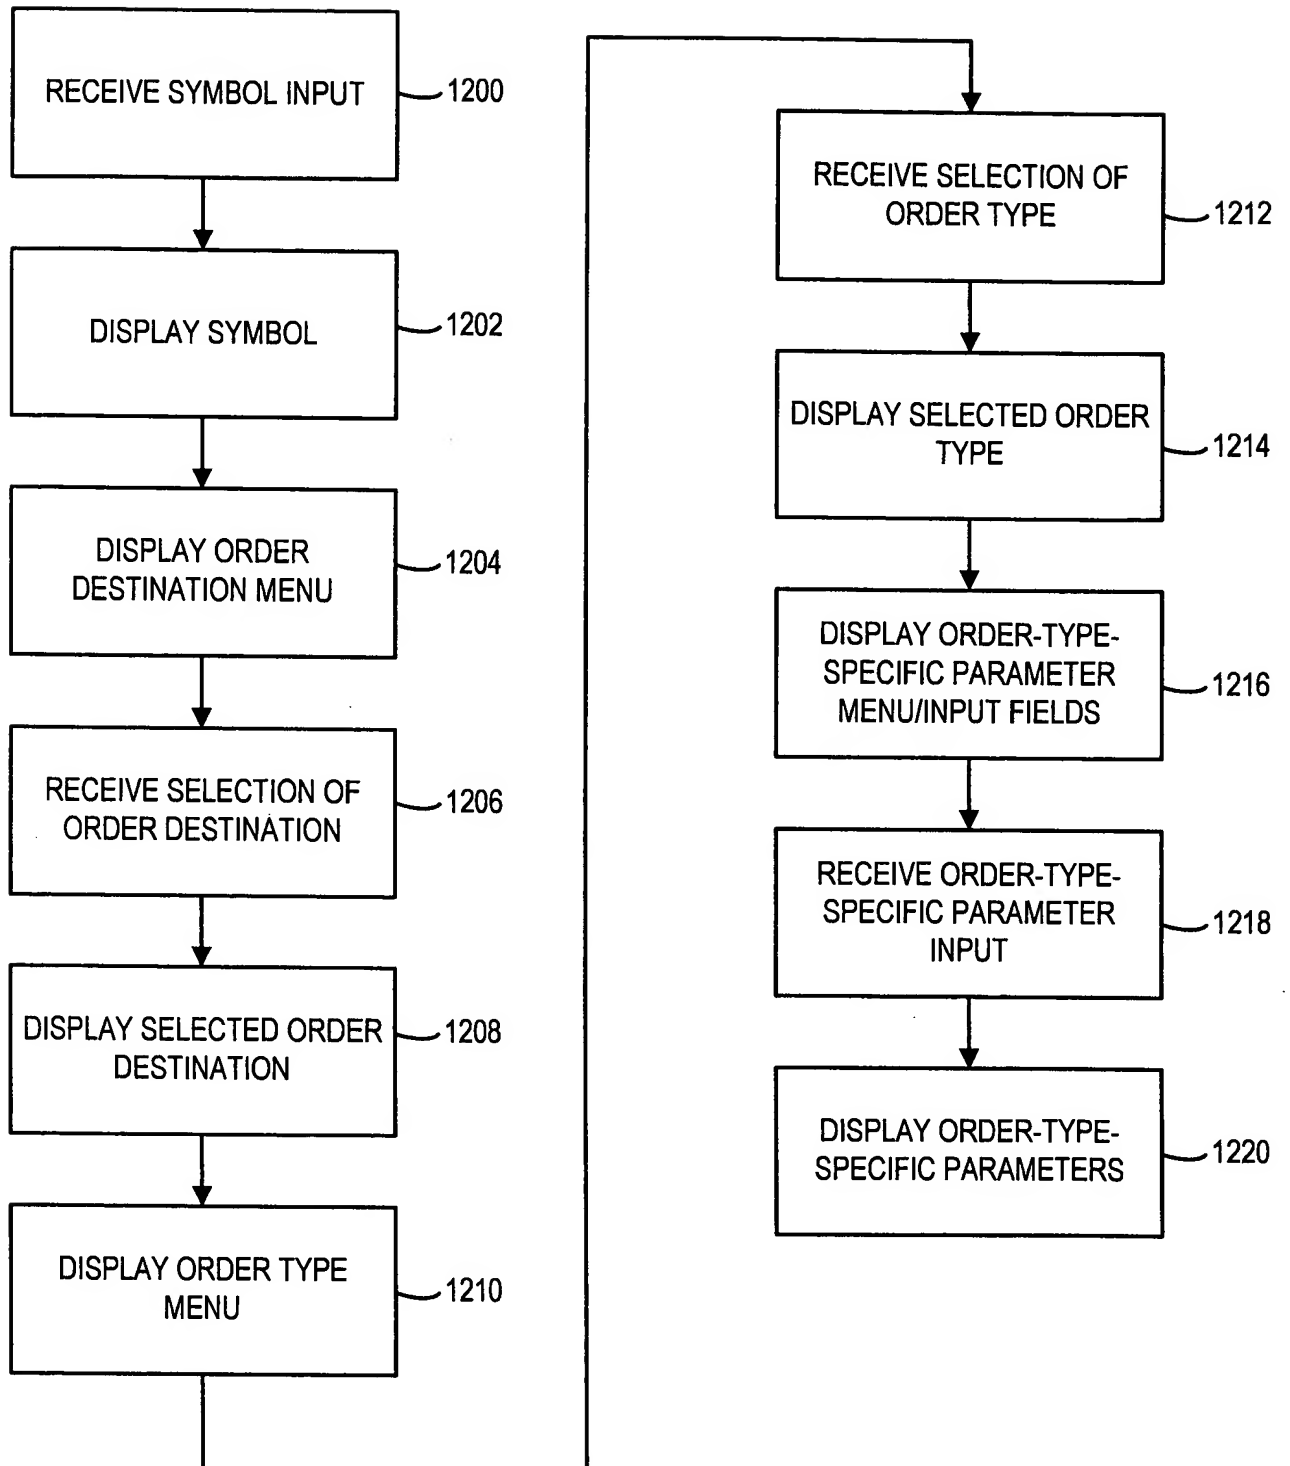 RECEIVE SYMBOL INPUT
1200
DISPLAY SYMBOL
1202
DISPLAY ORDER
DESTINATION MENU
1204
RECEIVE SELECTION OF
ORDER DESTINATION
1206
DISPLAY SELECTED ORDER
DESTINATION
1208
DISPLAY ORDER TYPE
MENU
1210
RECEIVE SELECTION OF
ORDER TYPE
1212
DISPLAY SELECTED ORDER
TYPE
1214
DISPLAY ORDER-TYPE-
SPECIFIC PARAMETER
MENU/INPUT FIELDS
1216
RECEIVE ORDER-TYPE-
SPECIFIC PARAMETER
INPUT
1218
DISPLAY ORDER-TYPE-
SPECIFIC PARAMETERS
1220